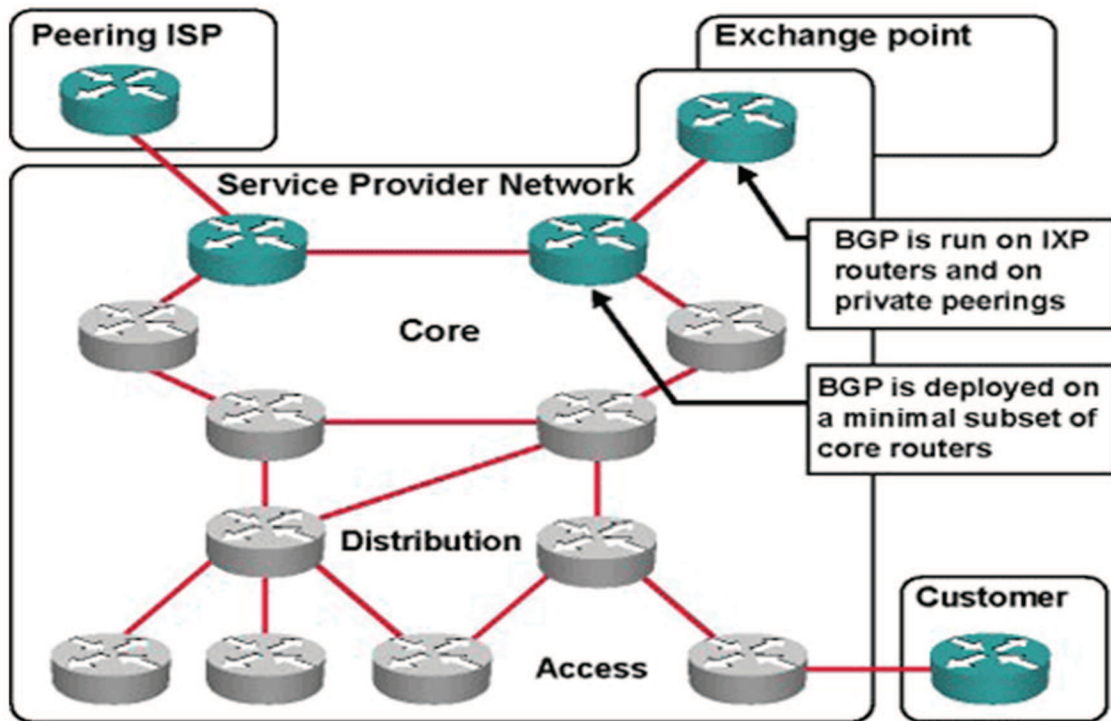 Peering ISP
Exchange point
Service Provider Network
BGP is run on IXP
routers and on
private peerings
Core
BGP is deployed on
a minimal subset of
core routers
Distribution
Customer
Access